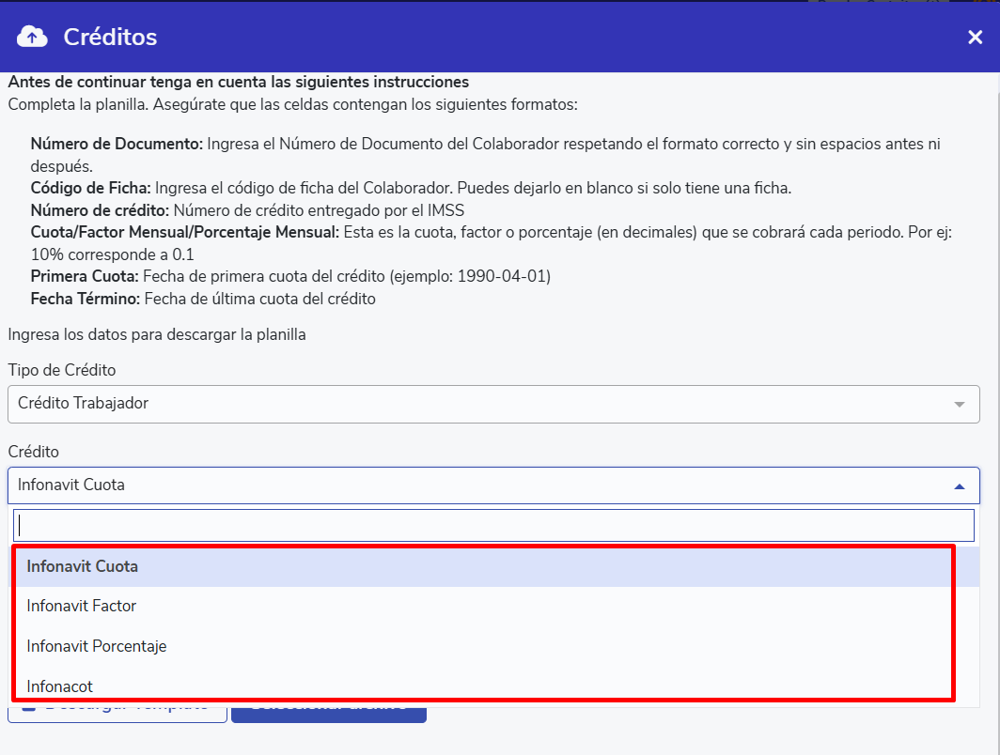 Créditos
Antes de continuar tenga en cuenta las siguientes instrucciones
Completa la planilla. Asegúrate que las celdas contengan los siguientes formatos:
Número de Documento: Ingresa el Número de Documento del Colaborador respetando el formato correcto y sin espacios antes ni
después.
Código de Ficha: Ingresa el código de ficha del Colaborador. Puedes dejarlo en blanco si solo tiene una ficha.
Número de crédito: Número de crédito entregado por el IMSS
Cuota/Factor Mensual/Porcentaje Mensual: Esta es la cuota, factor o porcentaje (en decimales) que se cobrará cada periodo. Por ej:
10% corresponde a 0.1
Primera Cuota: Fecha de primera cuota del crédito (ejemplo: 1990-04-01)
Fecha Término: Fecha de última cuota del crédito
Ingresa los datos para descargar la planilla
Tipo de Crédito
Crédito Trabajador
Crédito
Infonavit Cuota
Infonavit Cuota
Infonavit Factor
Infonavit Porcentaje
Infonacot